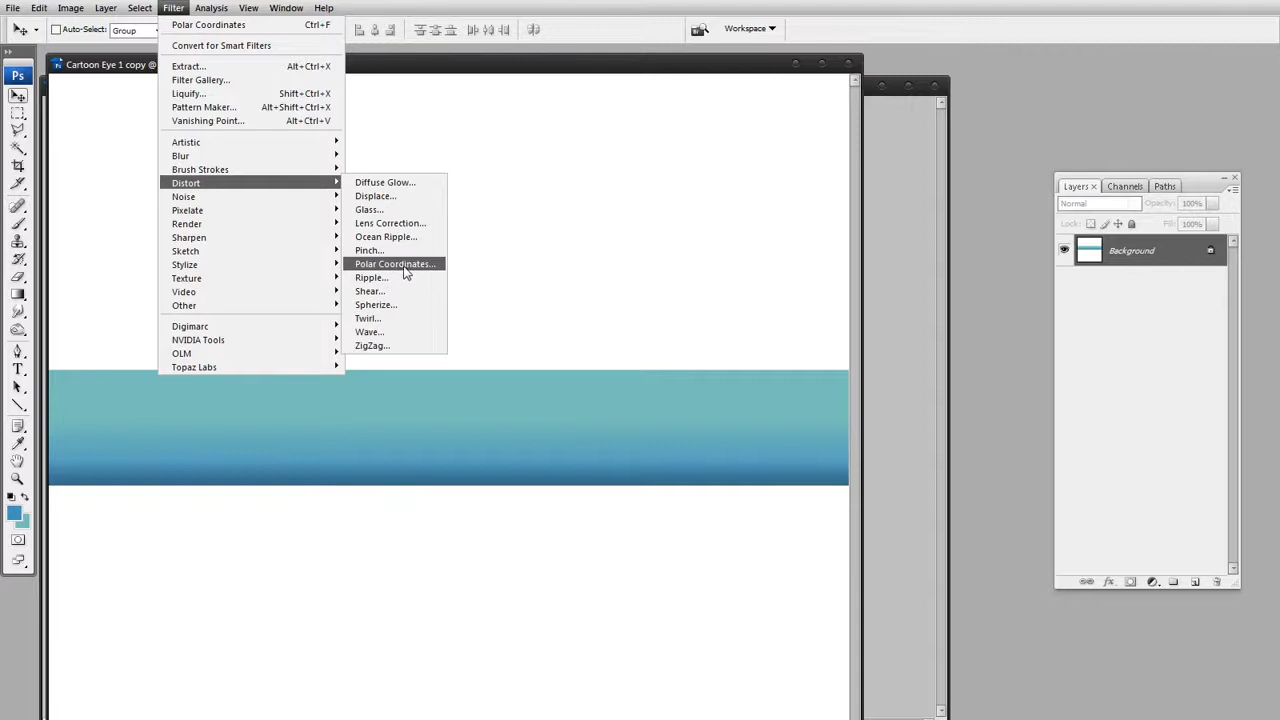 File Edit Image Layer Select Filter Analysis View Window Help
Auto-Select: Group
Workspace
Polar Coordinates Ctrl+F
Convert for Smart Filters
Extract... Alt+Ctrl+X
Filter Gallery...
Liquify... Shift+Ctrl+X
Pattern Maker... Alt+Shift+Ctrl+X
Vanishing Point... Alt+Ctrl+V
Artistic
Blur
Brush Strokes
Distort
Noise
Pixelate
Render
Sharpen
Sketch
Stylize
Texture
Video
Other
Digimarc
NVIDIA Tools
OLM
Topaz Labs
Diffuse Glow...
Displace...
Glass...
Lens Correction...
Ocean Ripple...
Pinch...
Polar Coordinates...
Ripple...
Shear...
Spherize...
Twirl...
Wave...
ZigZag...
Cartoon Eye 1 copy @
Ps
T
Layers x Channels Paths
Normal Opacity: 100%
Lock: Fill: 100%
Background
fx